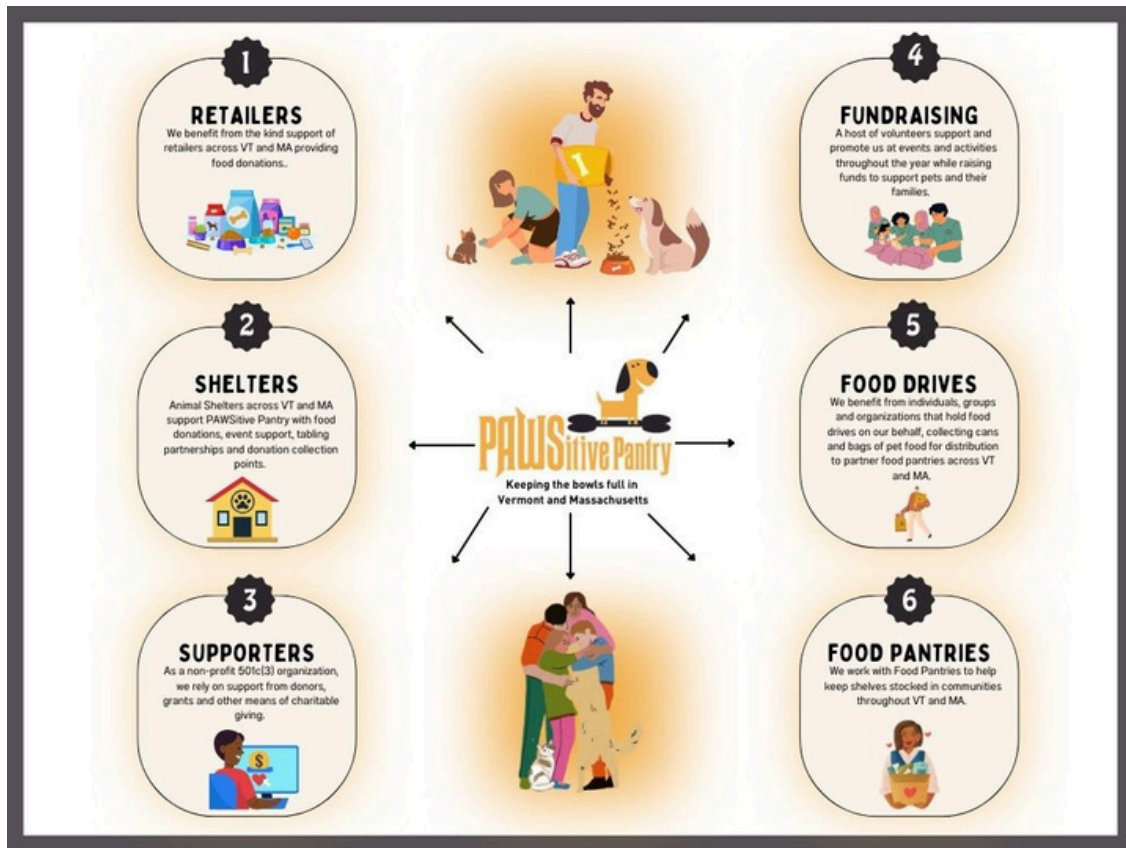 1
RETAILERS
We benefit from the kind support of
retailers across VT and MA providing
food donations..
2
SHELTERS
Animal Shelters across VT and MA
support PAWSitive Pantry with food
donations, event support, tabling
partnerships and donation collection
points.
3
SUPPORTERS
As a non-profit 501c(3) organization,
we rely on support from donors,
grants and other means of charitable
giving.
$
PAWSitive Pantry
Keeping the bowls full in
Vermont and Massachusetts
4
FUNDRAISING
A host of volunteers support and
promote us at events and activities
throughout the year while raising
funds to support pets and their
families.
5
FOOD DRIVES
We benefit from individuals, groups
and organizations that hold food
drives on our behalf, collecting cans
and bags of pet food for distribution
to partner food pantries across VT
and MA.
6
FOOD PANTRIES
We work with Food Pantries to help
keep shelves stocked in communities
throughout VT and MA.